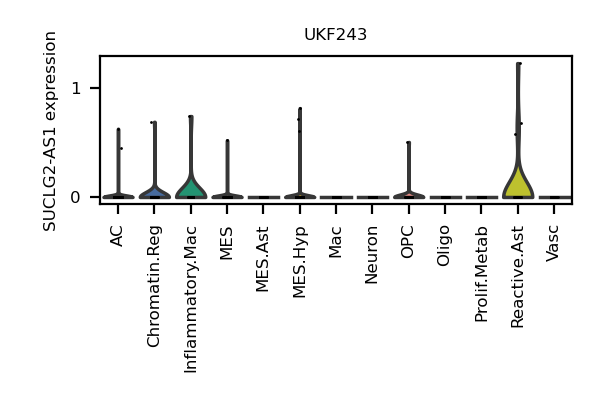 UKF243
SUCLG2-AS1 expression
1
0
AC
Chromatin.Reg
Inflammatory.Mac
MES
MES.Ast
MES.Hyp
Mac
Neuron
OPC
Oligo
Prolif.Metab
Reactive.Ast
Vasc